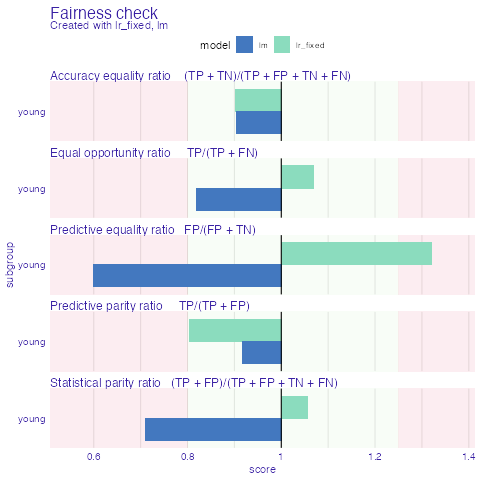 Fairness check
Created with lr_fixed, lm
model lm lr_fixed
Accuracy equality ratio (TP + TN)/(TP + FP + TN + FN)
young
Equal opportunity ratio TP/(TP + FN)
young
Predictive equality ratio FP/(FP + TN)
young
subgroup
Predictive parity ratio TP/(TP + FP)
young
Statistical parity ratio (TP + FP)/(TP + FP + TN + FN)
young
0.6 0.8 1 1.2 1.4
score